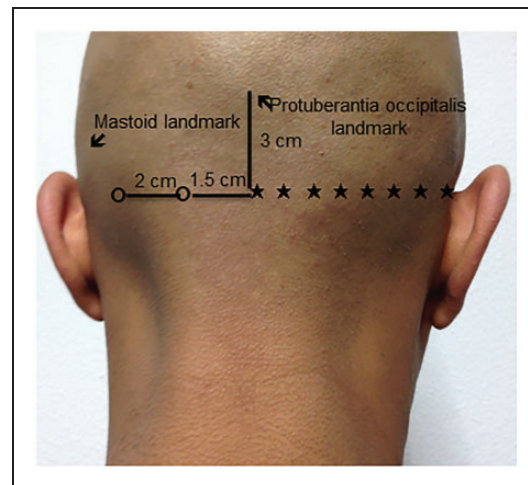 Mastoid landmark
Protuberantia occipitalis
landmark
3 cm
2 cm
1.5 cm